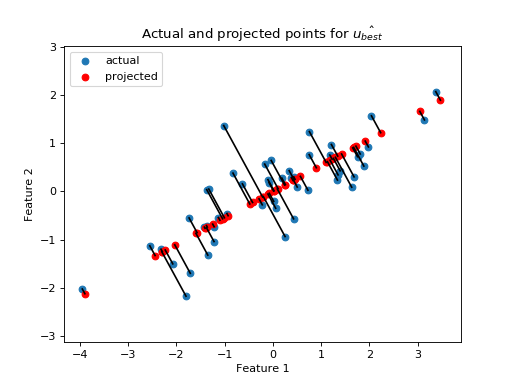 Actual and projected points for $\hat{u_{best}}$
actual
projected
3
2
1
0
−1
−2
−3
Feature 2
−4 −3 −2 −1 0 1 2 3
Feature 1